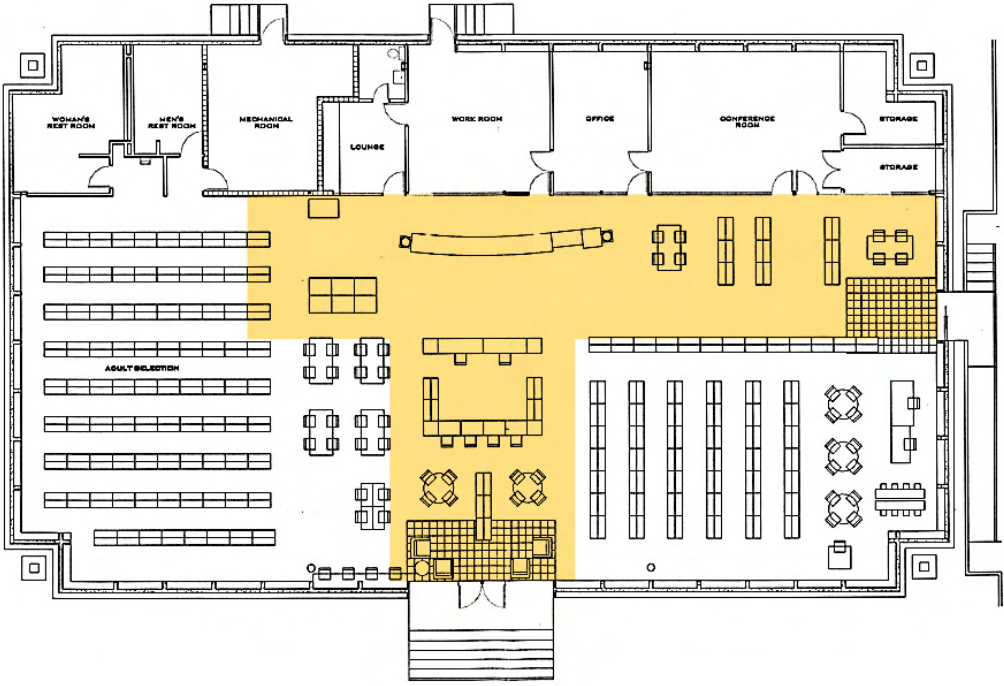 WOMAN'S
REST ROOM
MEN'S
REST ROOM
MECHANICAL
ROOM
LOUNGE
WORK ROOM
OFFICE
CONFERENCE
ROOM
STORAGE
STORAGE
ADULT SELECTION